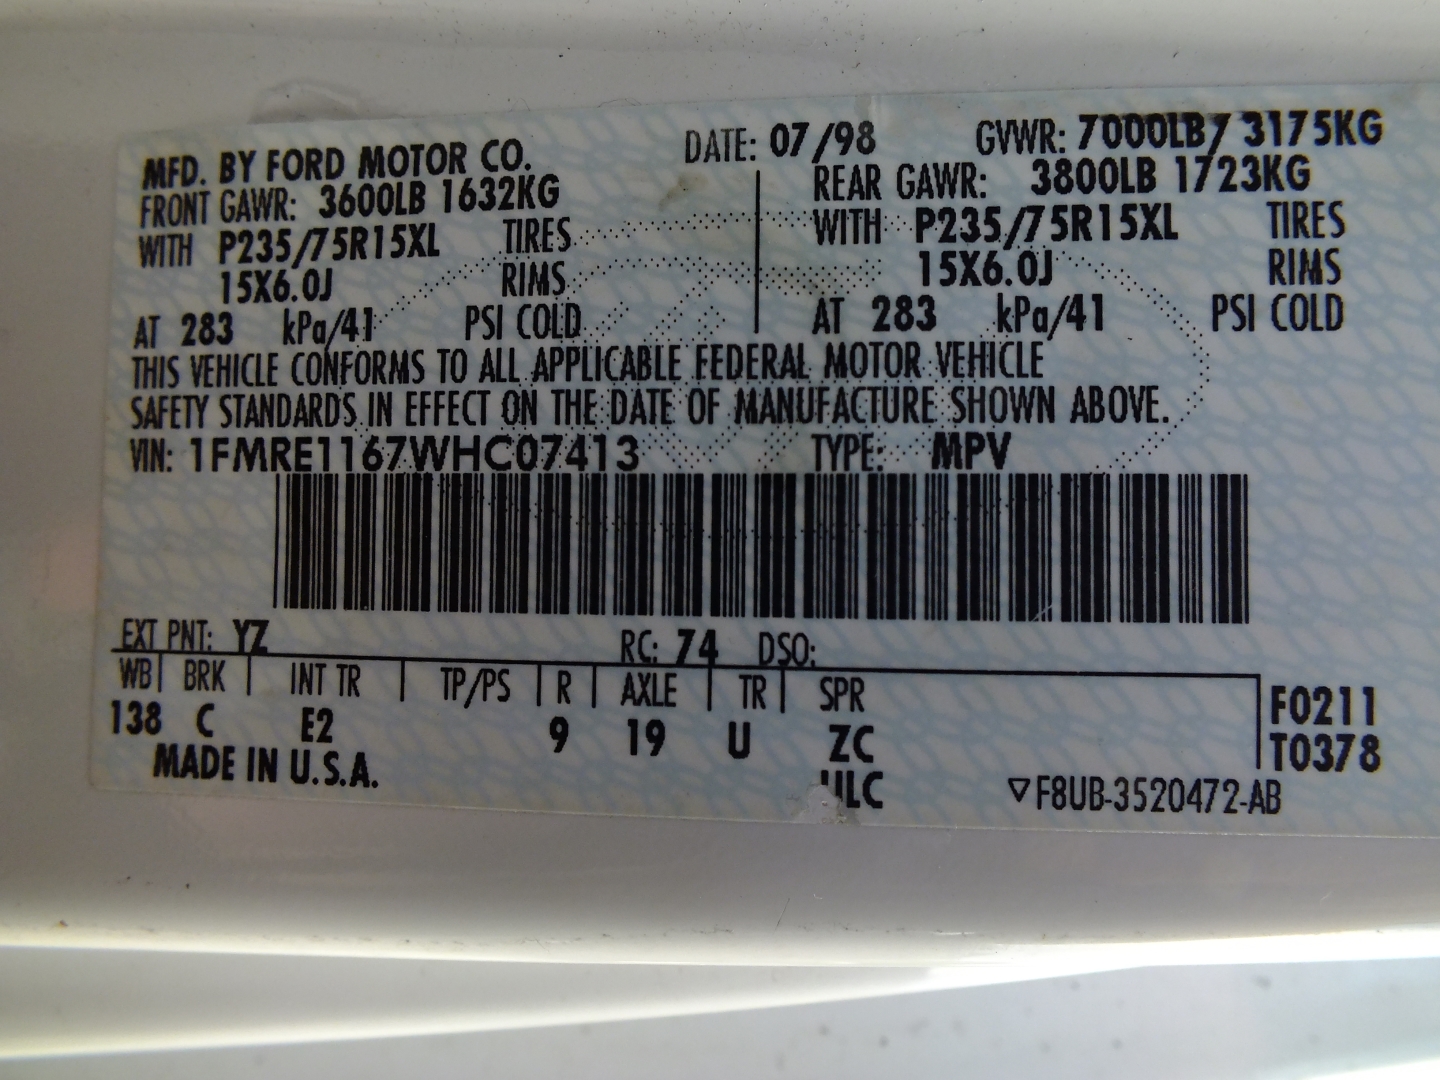 MFD. BY FORD MOTOR CO. DATE: 07/98 GVWR: 7000LB/ 3175KG
FRONT GAWR: 3600LB 1632KG REAR GAWR: 3800LB 1723KG
WITH P235/75R15XL TIRES WITH P235/75R15XL TIRES
15X6.0J RIMS 15X6.0J RIMS
AT 283 kPa/41 PSI COLD AT 283 kPa/41 PSI COLD
THIS VEHICLE CONFORMS TO ALL APPLICABLE FEDERAL MOTOR VEHICLE
SAFETY STANDARDS IN EFFECT ON THE DATE OF MANUFACTURE SHOWN ABOVE.
VIN: 1FMRE1167WHC07413 TYPE: MPV
EXT PNT: YZ RC: 74 DSO:
WB BRK INT TR TP/PS R AXLE TR SPR F0211
138 C E2 9 19 U ZC T0378
MADE IN U.S.A. ULC ▽F8UB-3520472-AB